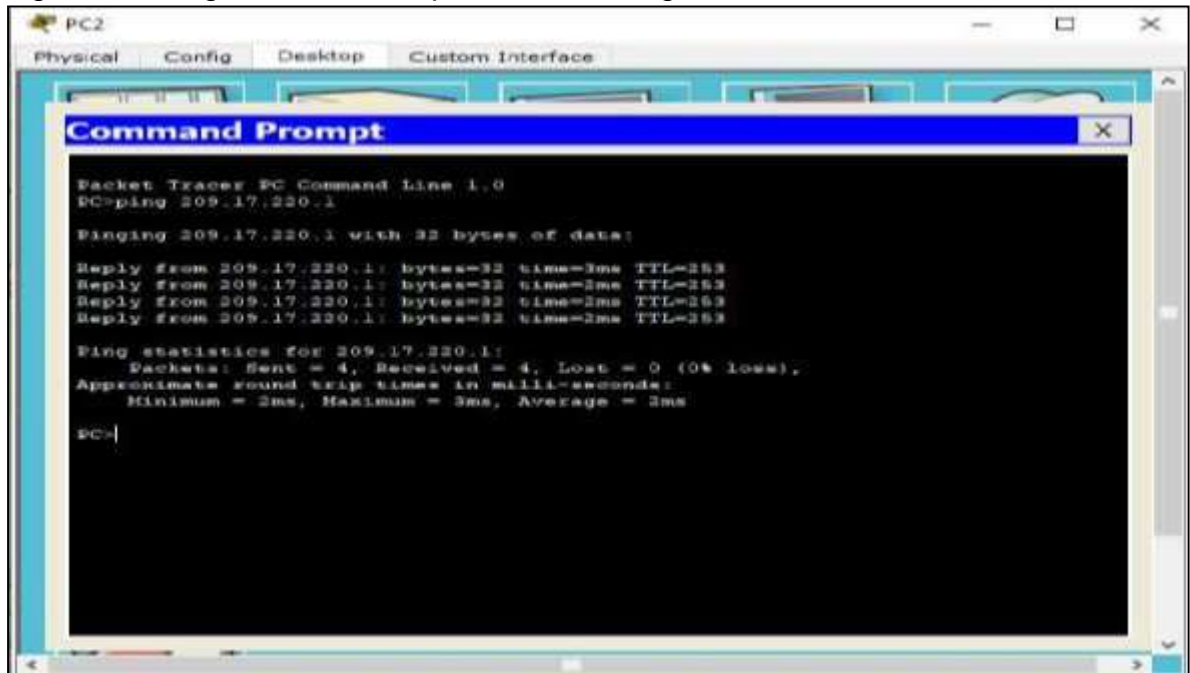 PC2
Physical Config Desktop Custom Interface
Command Prompt
X
Packet Tracer PC Command Line 1.0
PC>ping 209.17.220.1
Pinging 209.17.220.1 with 32 bytes of data:
Reply from 209.17.220.1: bytes=32 time=3ms TTL=253
Reply from 209.17.220.1: bytes=32 time=2ms TTL=253
Reply from 209.17.220.1: bytes=32 time=2ms TTL=253
Reply from 209.17.220.1: bytes=32 time=2ms TTL=253
Ping statistics for 209.17.220.1:
Packets: Sent = 4, Received = 4, Lost = 0 (0% loss),
Approximate round trip times in milli-seconds:
Minimum = 2ms, Maximum = 3ms, Average = 2ms
PC>